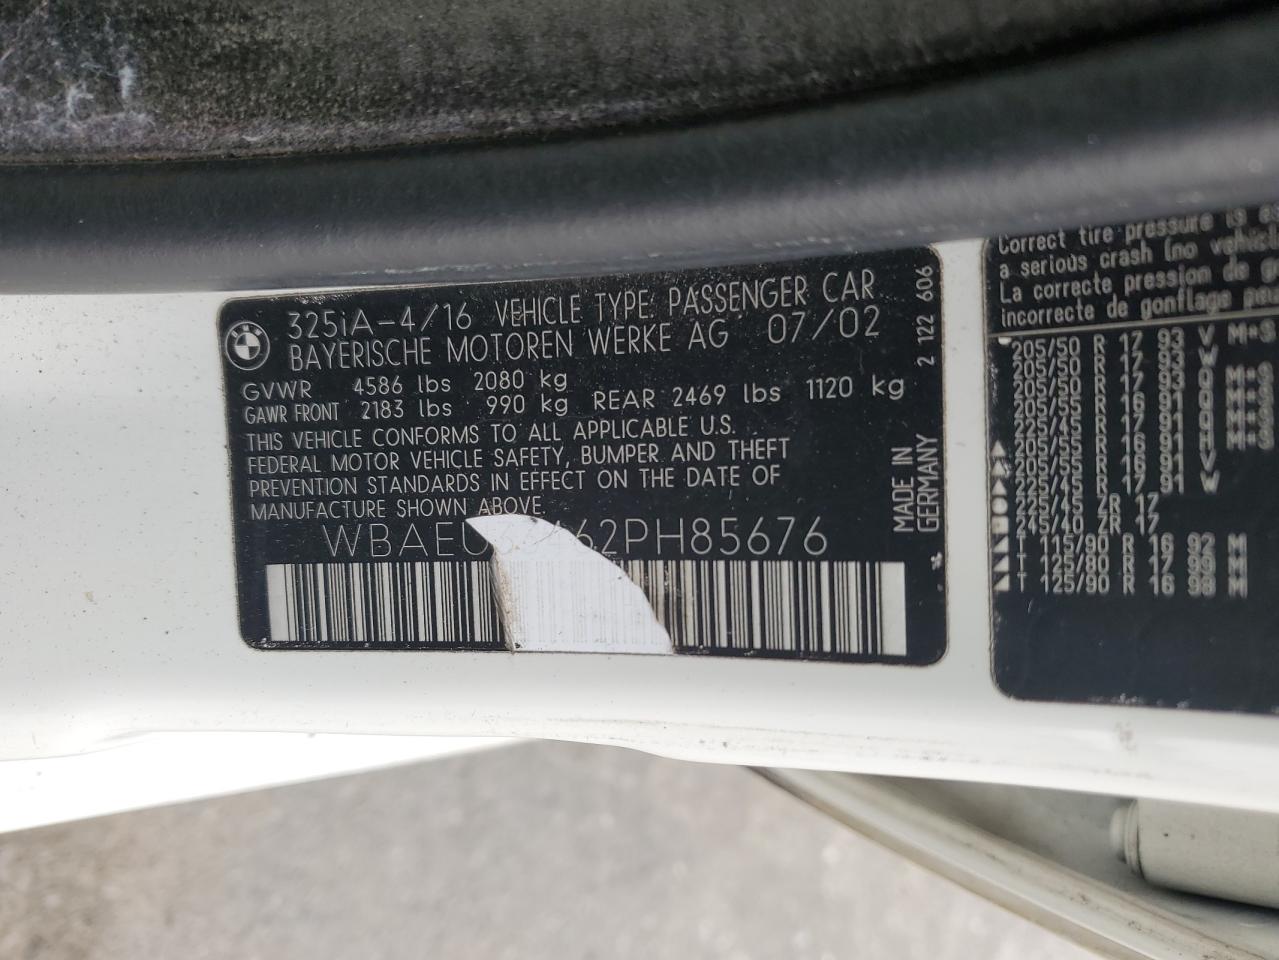 325iA-4/16 VEHICLE TYPE: PASSENGER CAR
BAYERISCHE MOTOREN WERKE AG 07/02
GVWR 4586 lbs 2080 kg
GAWR FRONT 2183 lbs 990 kg REAR 2469 lbs 1120 kg
THIS VEHICLE CONFORMS TO ALL APPLICABLE U.S.
FEDERAL MOTOR VEHICLE SAFETY, BUMPER AND THEFT
PREVENTION STANDARDS IN EFFECT ON THE DATE OF
MANUFACTURE SHOWN ABOVE.
62PH85676
2 122 606
MADE IN
GERMANY
Correct tire pressure is
a serious crash (no
La correcte pression de
incorrecte de gonflage
205/50 R 17 93 V M+S
205/50 R 17 93 W
205/50 R 17 93
205/55 R 16 91
225/45 R 17 91
205/55 R 16 91
205/55 R 16 91 V
225/45 R 17 91 W
225/45 ZR 17
245/40 ZR 17
T 115/90 R 16 92 M
T 125/80 R 17 99 M
T 125/90 R 16 98 M